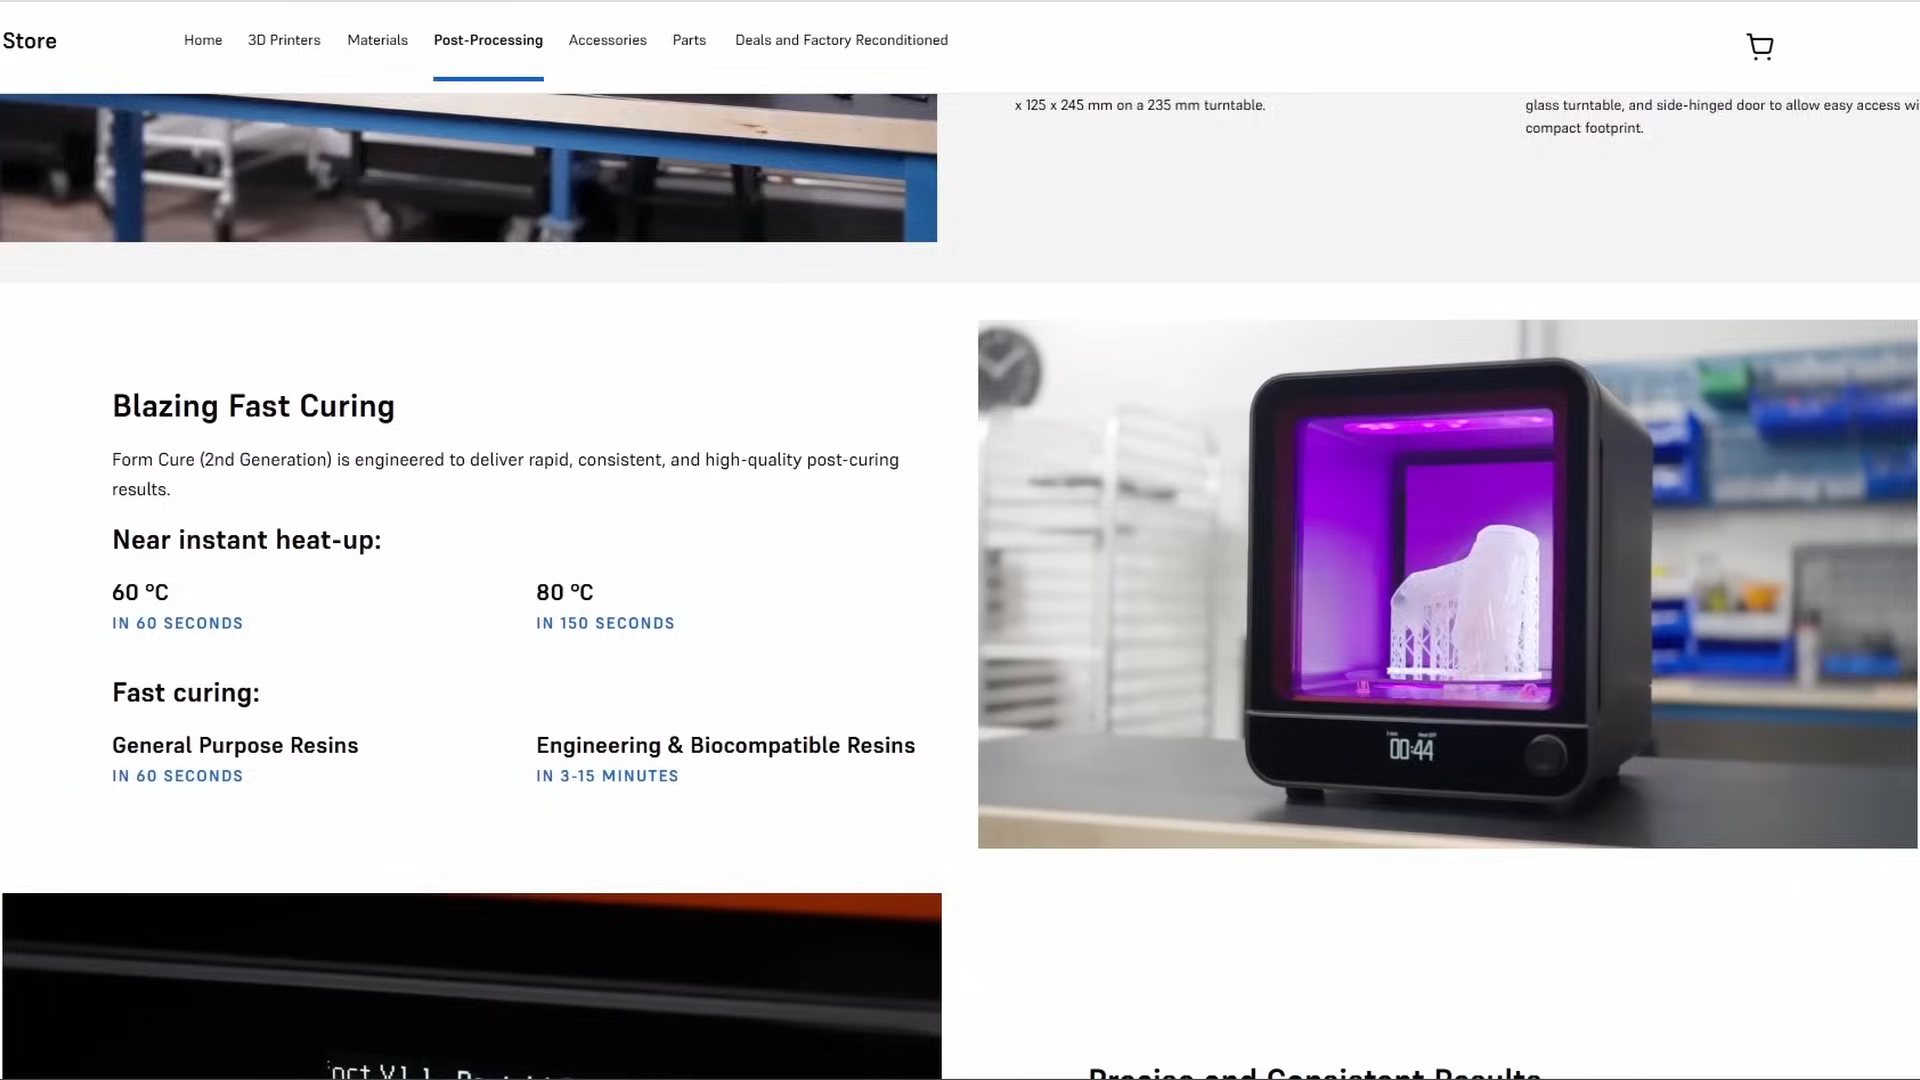 Store
Home
3D Printers
Materials
Post-Processing
Accessories
Parts
Deals and Factory Reconditioned
x 125 x 245 mm on a 235 mm turntable.
glass turntable, and side-hinged door to allow easy access
compact footprint.
Blazing Fast Curing
Form Cure (2nd Generation) is engineered to deliver rapid, consistent, and high-quality post-curing
results.
Near instant heat-up:
60 °C
80 °C
IN 60 SECONDS
IN 150 SECONDS
Fast curing:
General Purpose Resins
Engineering & Biocompatible Resins
IN 60 SECONDS
IN 3-15 MINUTES
00:44
Precise and Consistent Results